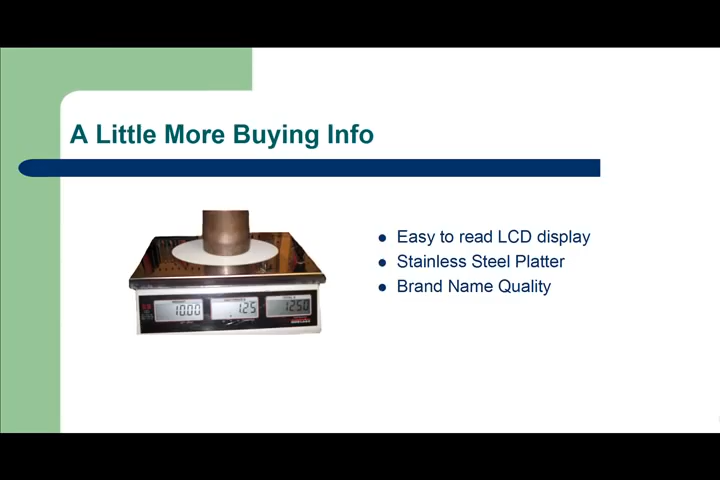 A Little More Buying Info
Easy to read LCD display
Stainless Steel Platter
Brand Name Quality
10.00
1.25
12.50